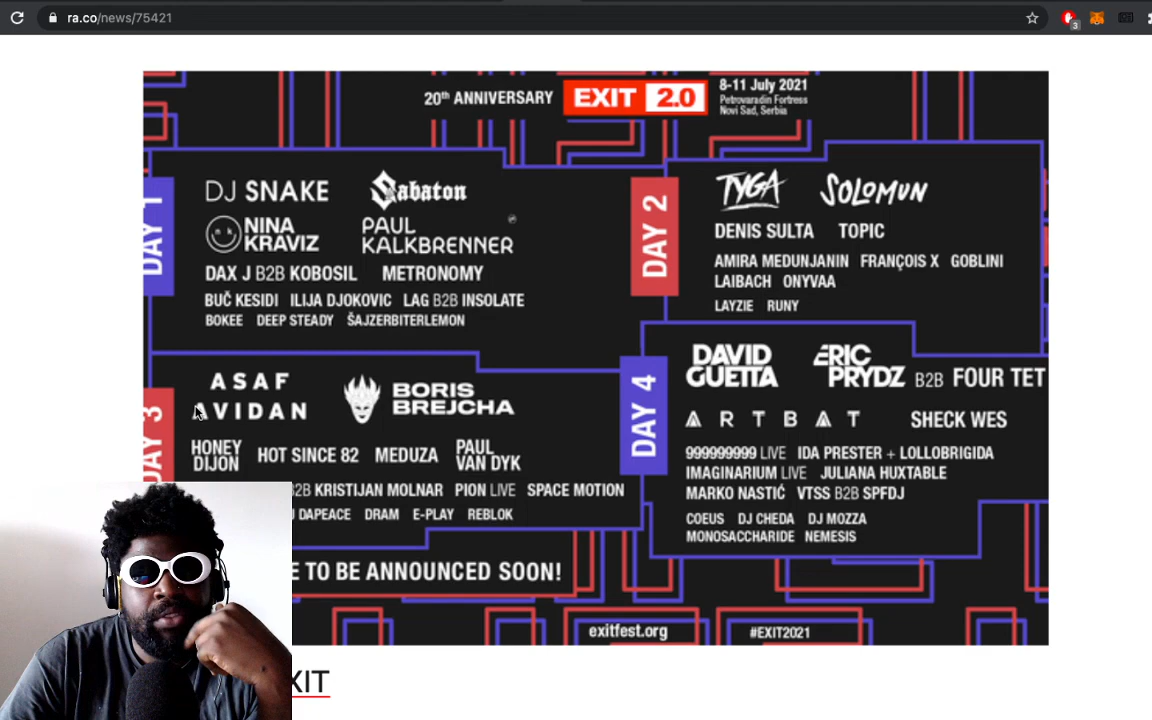 ra.co/news/75421
3
20th ANNIVERSARY EXIT 2.0 8-11 July 2021
Petrovaradin Fortress
Novi Sad, Serbia
DAY 1
DJ SNAKE Sabaton
NINA KRAVIZ PAUL KALKBRENNER
DAX J B2B KOBOSIL METRONOMY
BUČ KESIDI ILIJA DJOKOVIC LAG B2B INSOLATE
BOKEE DEEP STEADY ŠAJZERBITERLEMON
DAY 2
TYGA SOLOMUN
DENIS SULTA TOPIC
AMIRA MEDUNJANIN FRANÇOIS X GOBLINI
LAIBACH ONYVAA
LAYZIE RUNY
DAY 3
ASAF AVIDAN BORIS BREJCHA
HONEY DIJON HOT SINCE 82 MEDUZA PAUL VAN DYK
B2B KRISTIJAN MOLNAR PION LIVE SPACE MOTION
DAPEACE DRAM E-PLAY REBLOK
DAY 4
DAVID GUETTA ERIC PRYDZ B2B FOUR TET
ARTBAT SHECK WES
999999999 LIVE IDA PRESTER + LOLLOBRIGIDA
IMAGINARIUM LIVE JULIANA HUXTABLE
MARKO NASTIĆ VTSS B2B SPFDJ
COEUS DJ CHEDA DJ MOZZA
MONOSACCHARIDE NEMESIS
E TO BE ANNOUNCED SOON!
exitfest.org #EXIT2021
XIT